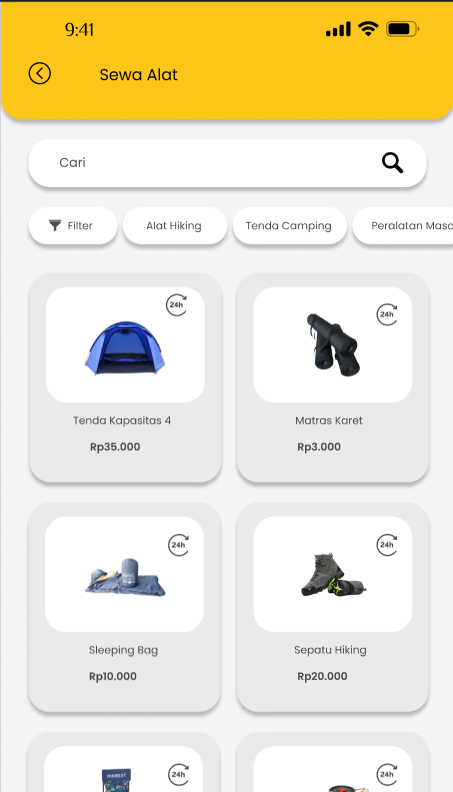 9:41
Sewa Alat
Cari
Filter
Alat Hiking
Tenda Camping
Peralatan Masa
24h
24h
Tenda Kapasitas 4
Matras Karet
Rp35.000
Rp3.000
24h
24h
Sleeping Bag
Sepatu Hiking
Rp10.000
Rp20.000
24h
24h